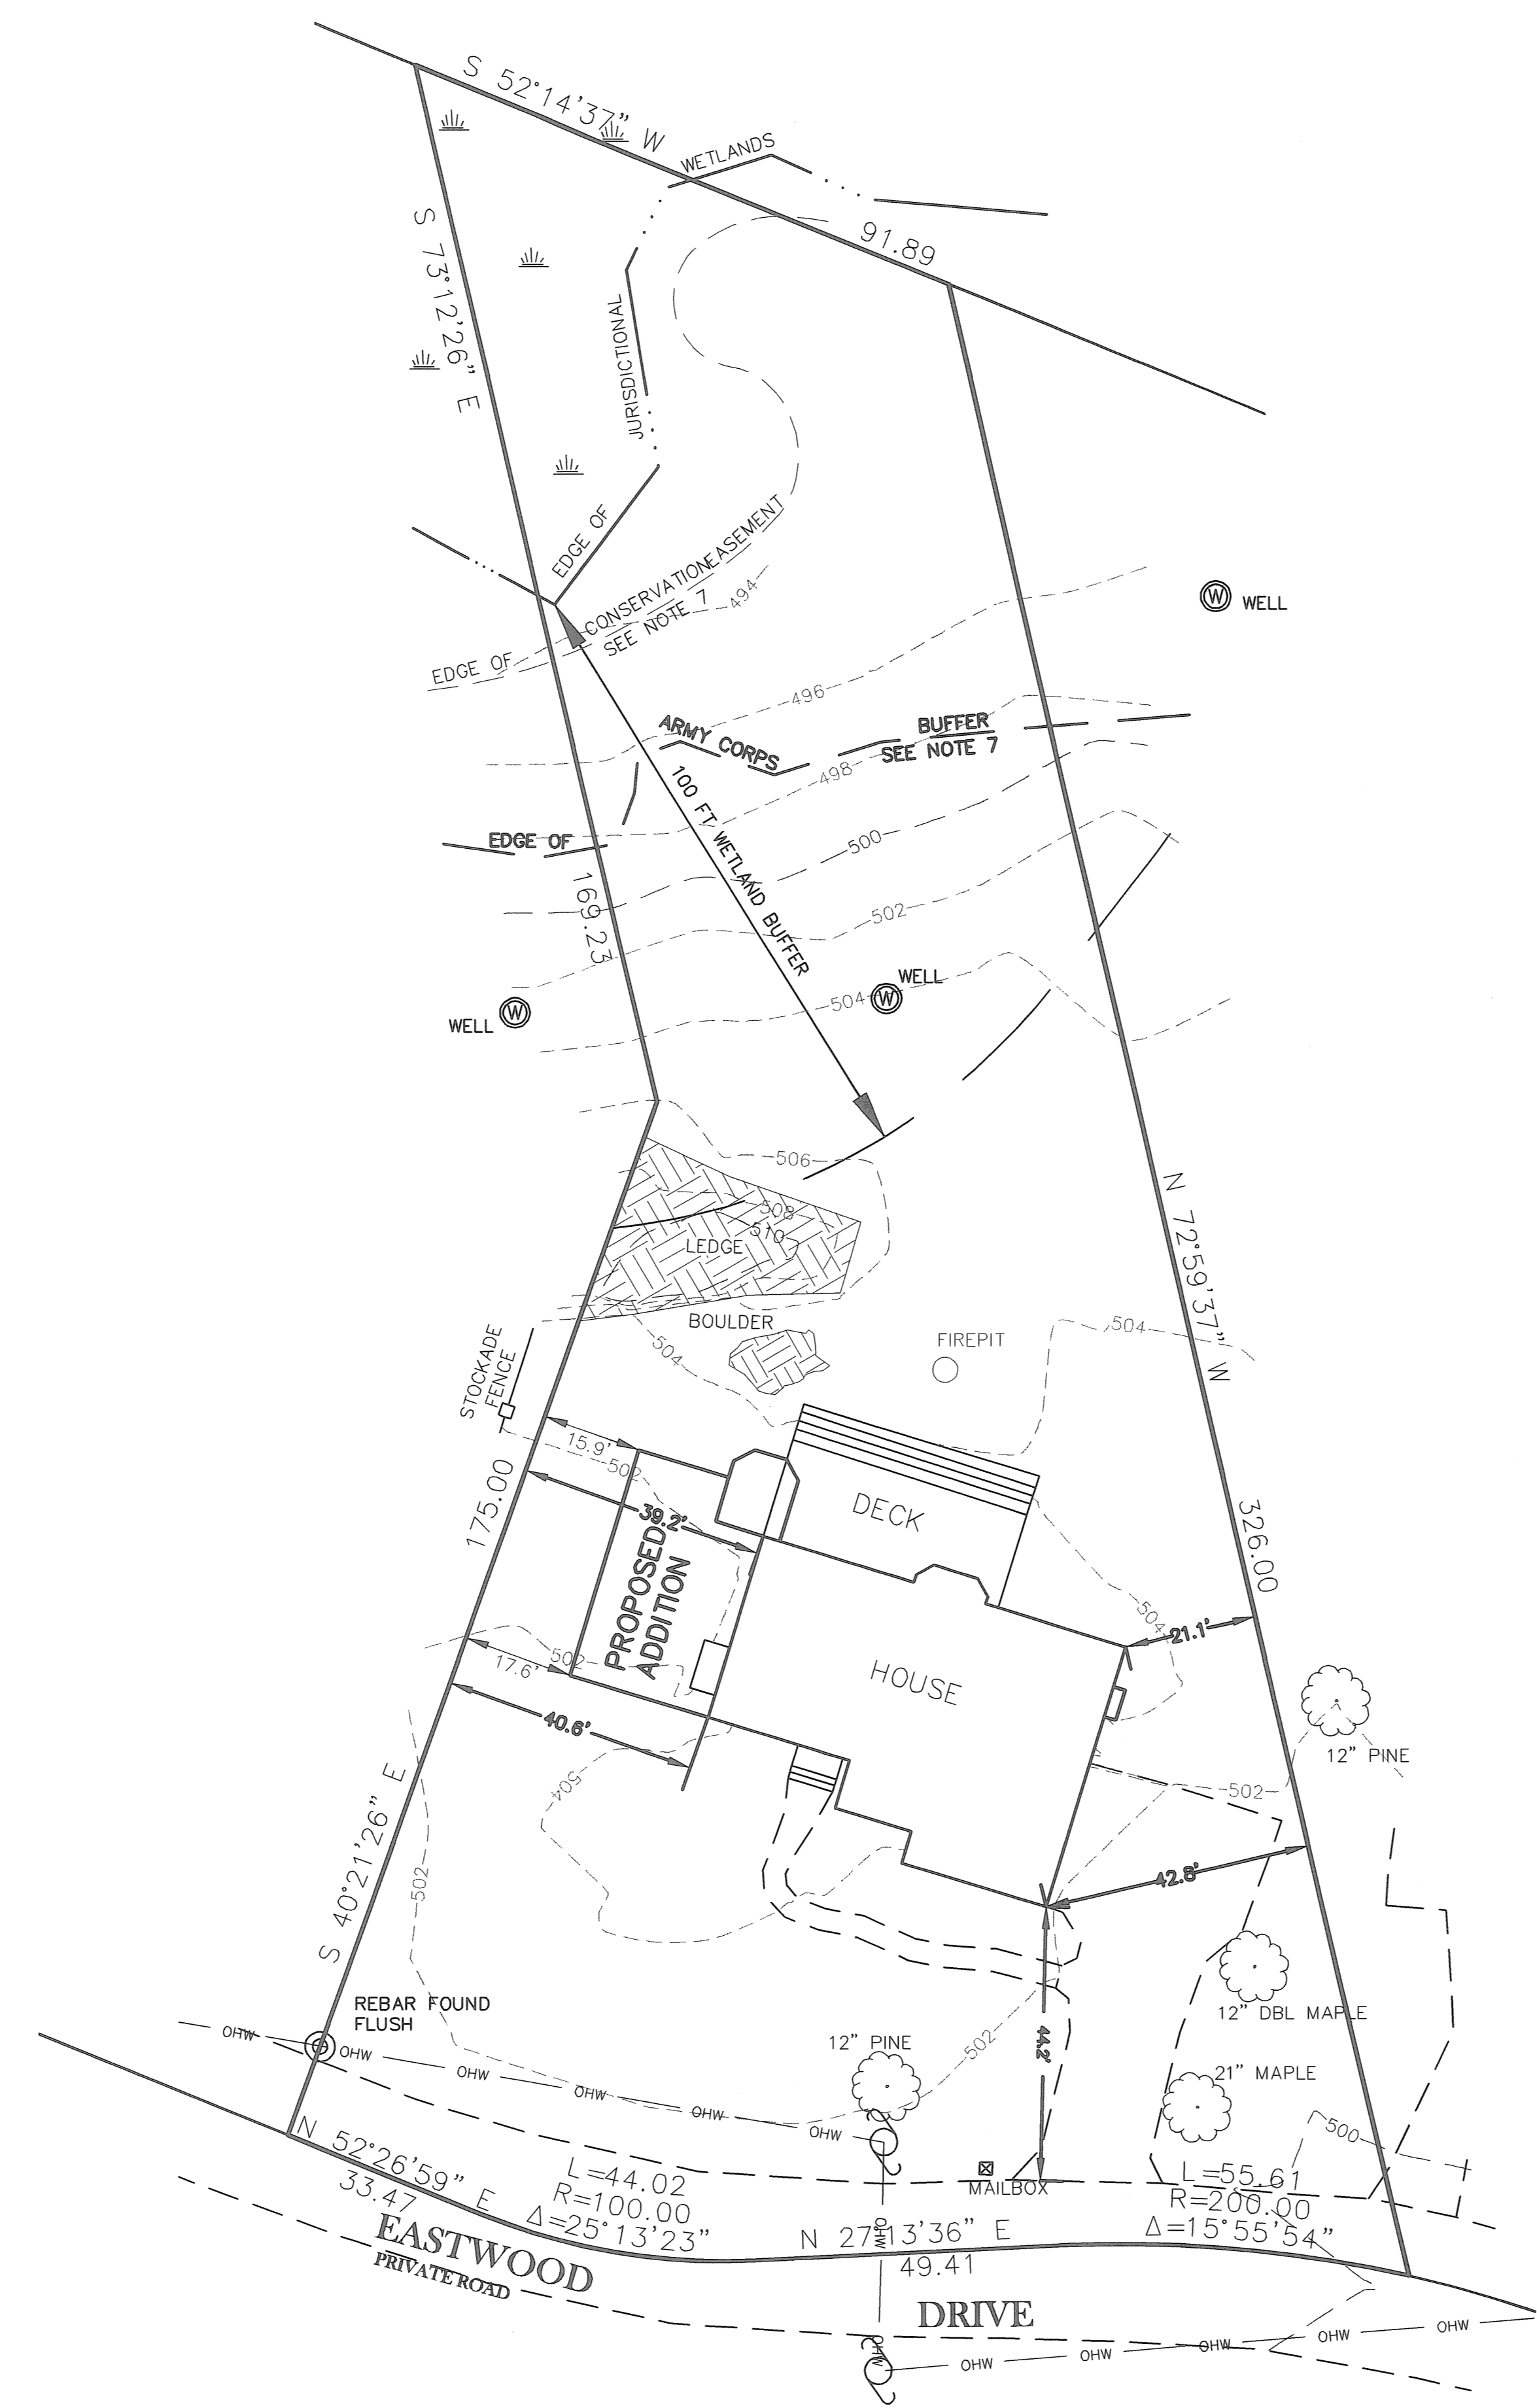 S 52°14'37" W
WETLANDS
91.89
S 73°12'26" E
JURISDICTIONAL
EDGE OF
CONSERVATION EASEMENT
SEE NOTE 7
494
EDGE OF
W WELL
496
ARMY CORPS
BUFFER
SEE NOTE 7
498
100 FT WETLAND BUFFER
EDGE OF
500
169.23
502
WELL
504
W
WELL W
506
508
510
LEDGE
N 72°59'37" W
BOULDER
504
FIREPIT
504
STOCKADE
FENCE
15.9'
502
175.00
39.2'
DECK
326.00
PROPOSED
ADDITION
504
21.1'
17.6'
502
HOUSE
40.6'
12" PINE
504
502
S 40°21'26" E
502
42.8'
REBAR FOUND
FLUSH
12" DBL MAPLE
OHW
OHW
OHW
OHW
OHW
OHW
12" PINE
502
44.2'
21" MAPLE
500
MAILBOX
N 52°26'59" E
33.47
L=44.02
R=100.00
Δ=25°13'23"
OHW
N 27°13'36" E
49.41
L=55.61
R=200.00
Δ=15°55'54"
EASTWOOD
PRIVATE ROAD
DRIVE
OHW
OHW
OHW
OHW
OHW
OHW